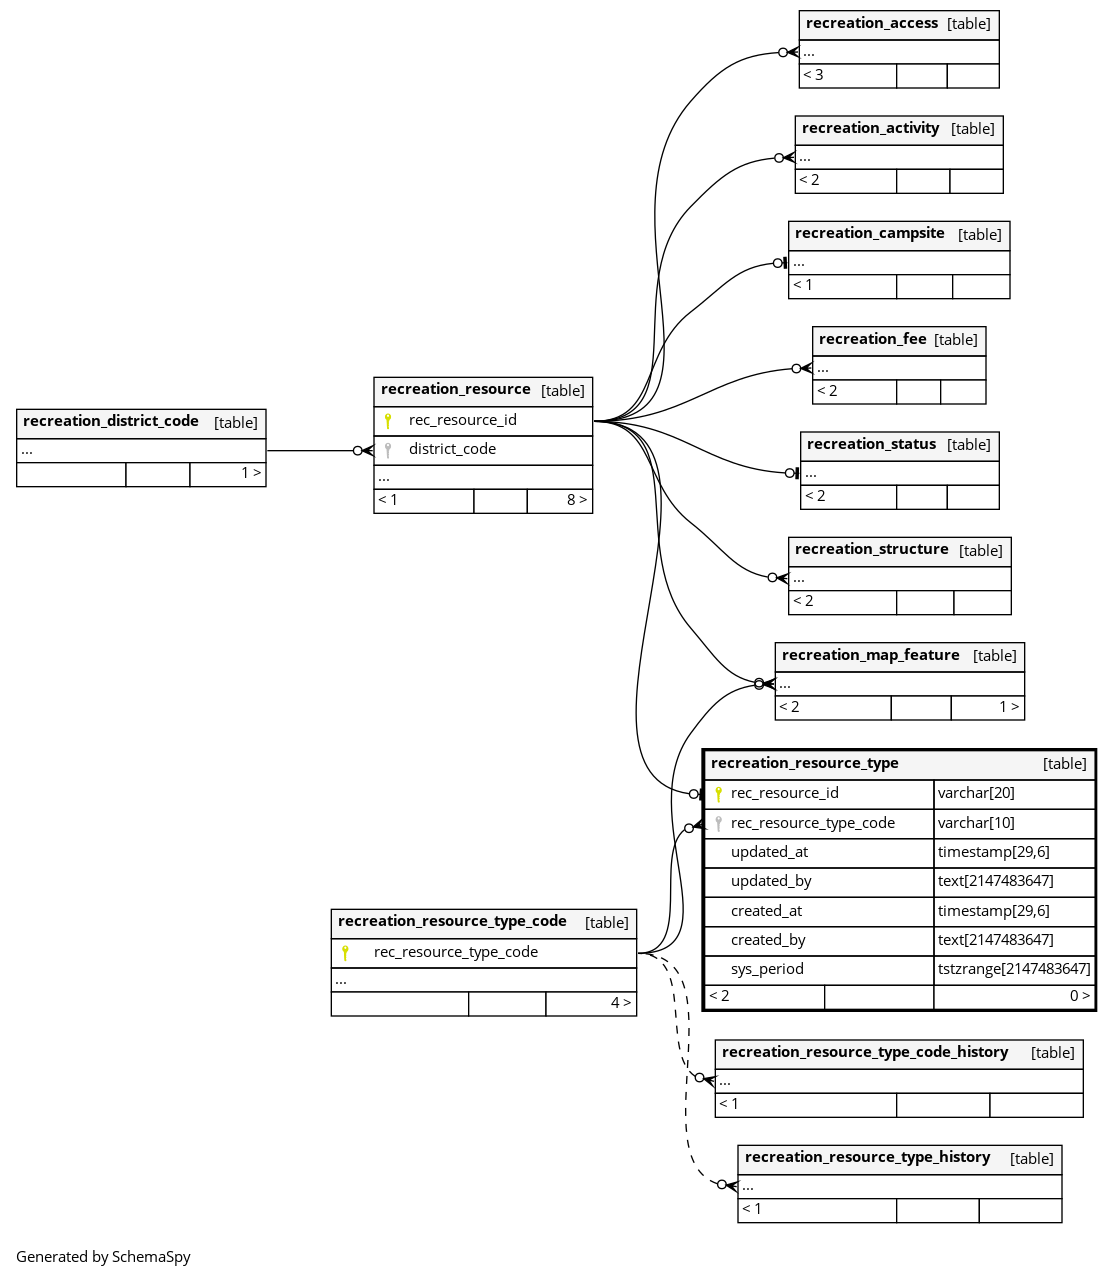 recreation_access [table]
...
< 3
recreation_activity [table]
...
< 2
recreation_campsite [table]
...
< 1
recreation_fee [table]
...
< 2
recreation_resource [table]
rec_resource_id
district_code
...
< 1 8 >
recreation_district_code [table]
...
1 >
recreation_status [table]
...
< 2
recreation_structure [table]
...
< 2
recreation_map_feature [table]
...
< 2 1 >
recreation_resource_type [table]
rec_resource_id varchar[20]
rec_resource_type_code varchar[10]
updated_at timestamp[29,6]
updated_by text[2147483647]
created_at timestamp[29,6]
created_by text[2147483647]
sys_period tstzrange[2147483647]
< 2 0 >
recreation_resource_type_code [table]
rec_resource_type_code
...
4 >
recreation_resource_type_code_history [table]
...
< 1
recreation_resource_type_history [table]
...
< 1
Generated by SchemaSpy